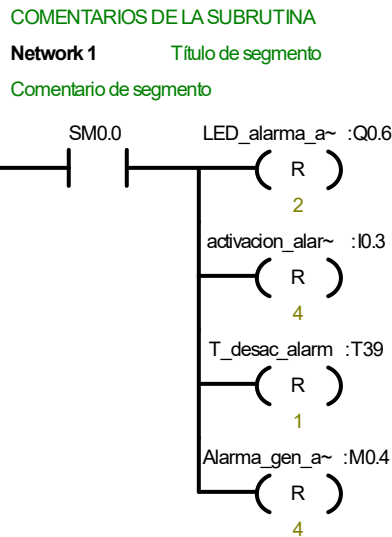 COMENTARIOS DE LA SUBRUTINA
Network 1 Título de segmento
Comentario de segmento
SM0.0 LED_alarma_a~ :Q0.6
R
2
activacion_alar~ :I0.3
R
4
T_desac_alarm :T39
R
1
Alarma_gen_a~ :M0.4
R
4